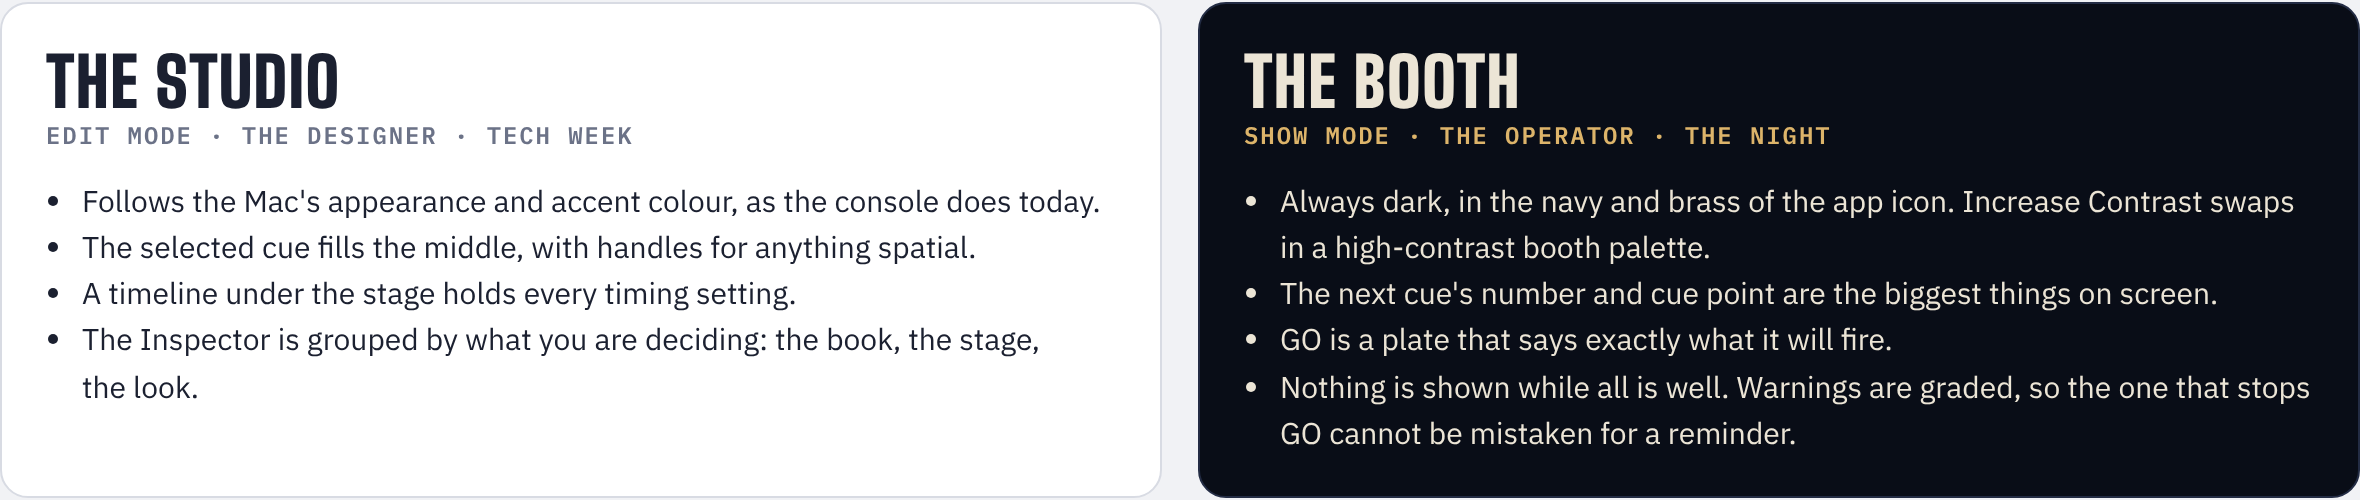 THE STUDIO
EDIT MODE · THE DESIGNER · TECH WEEK
• Follows the Mac's appearance and accent colour, as the console does today.
• The selected cue fills the middle, with handles for anything spatial.
• A timeline under the stage holds every timing setting.
• The Inspector is grouped by what you are deciding: the book, the stage,
the look.
THE BOOTH
SHOW MODE · THE OPERATOR · THE NIGHT
• Always dark, in the navy and brass of the app icon. Increase Contrast swaps
in a high-contrast booth palette.
• The next cue's number and cue point are the biggest things on screen.
• GO is a plate that says exactly what it will fire.
• Nothing is shown while all is well. Warnings are graded, so the one that stops
GO cannot be mistaken for a reminder.